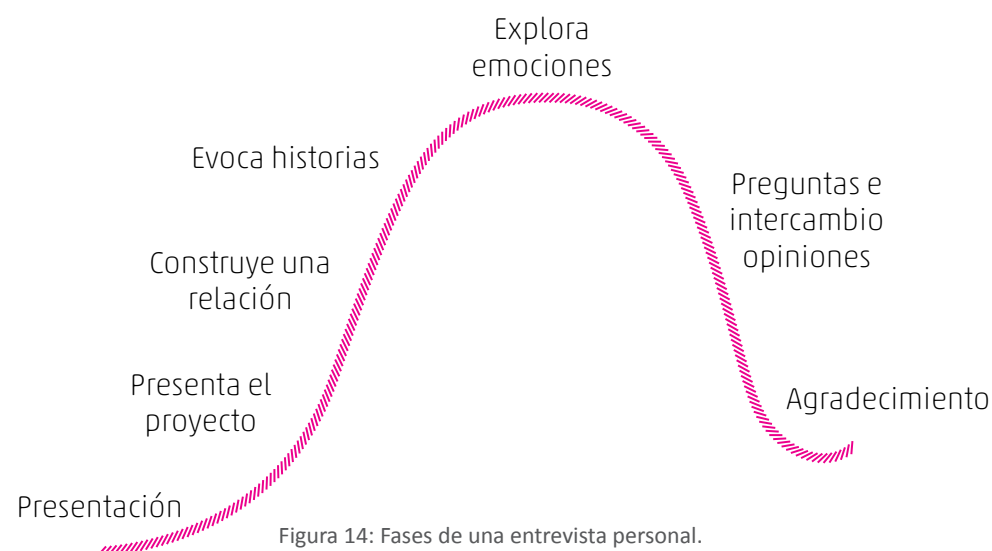 Explora
emociones
Evoca historias
Preguntas e
intercambio
opiniones
Construye una
relación
Presenta el
proyecto
Agradecimiento
Presentación
Figura 14: Fases de una entrevista personal.